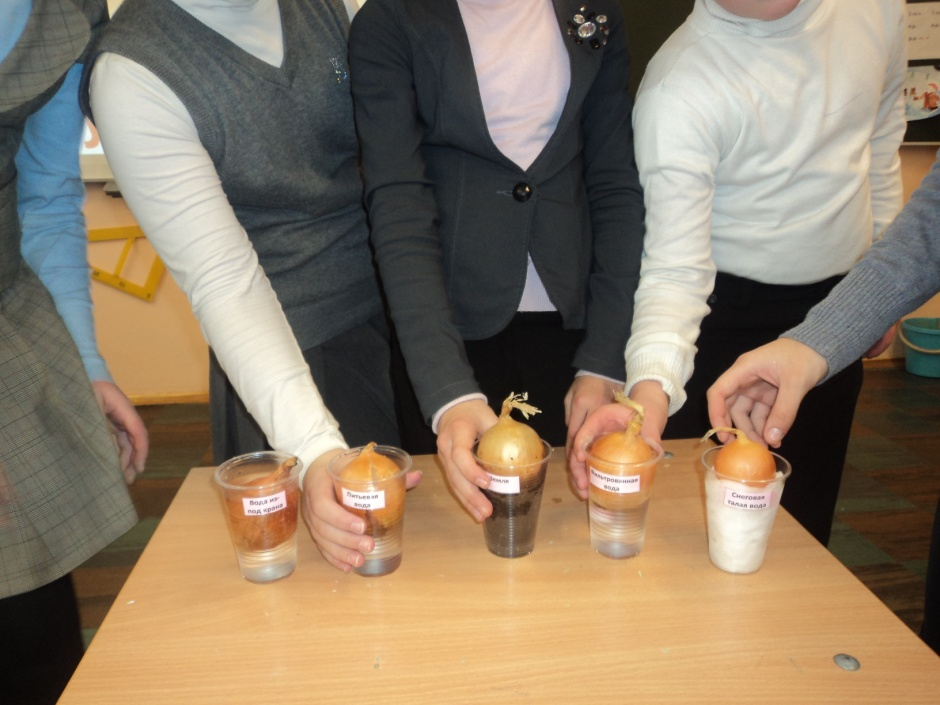 Вода из-
под крана
Питьевая
вода
Земля
Фильтрованная
вода
Снеговая
талая вода